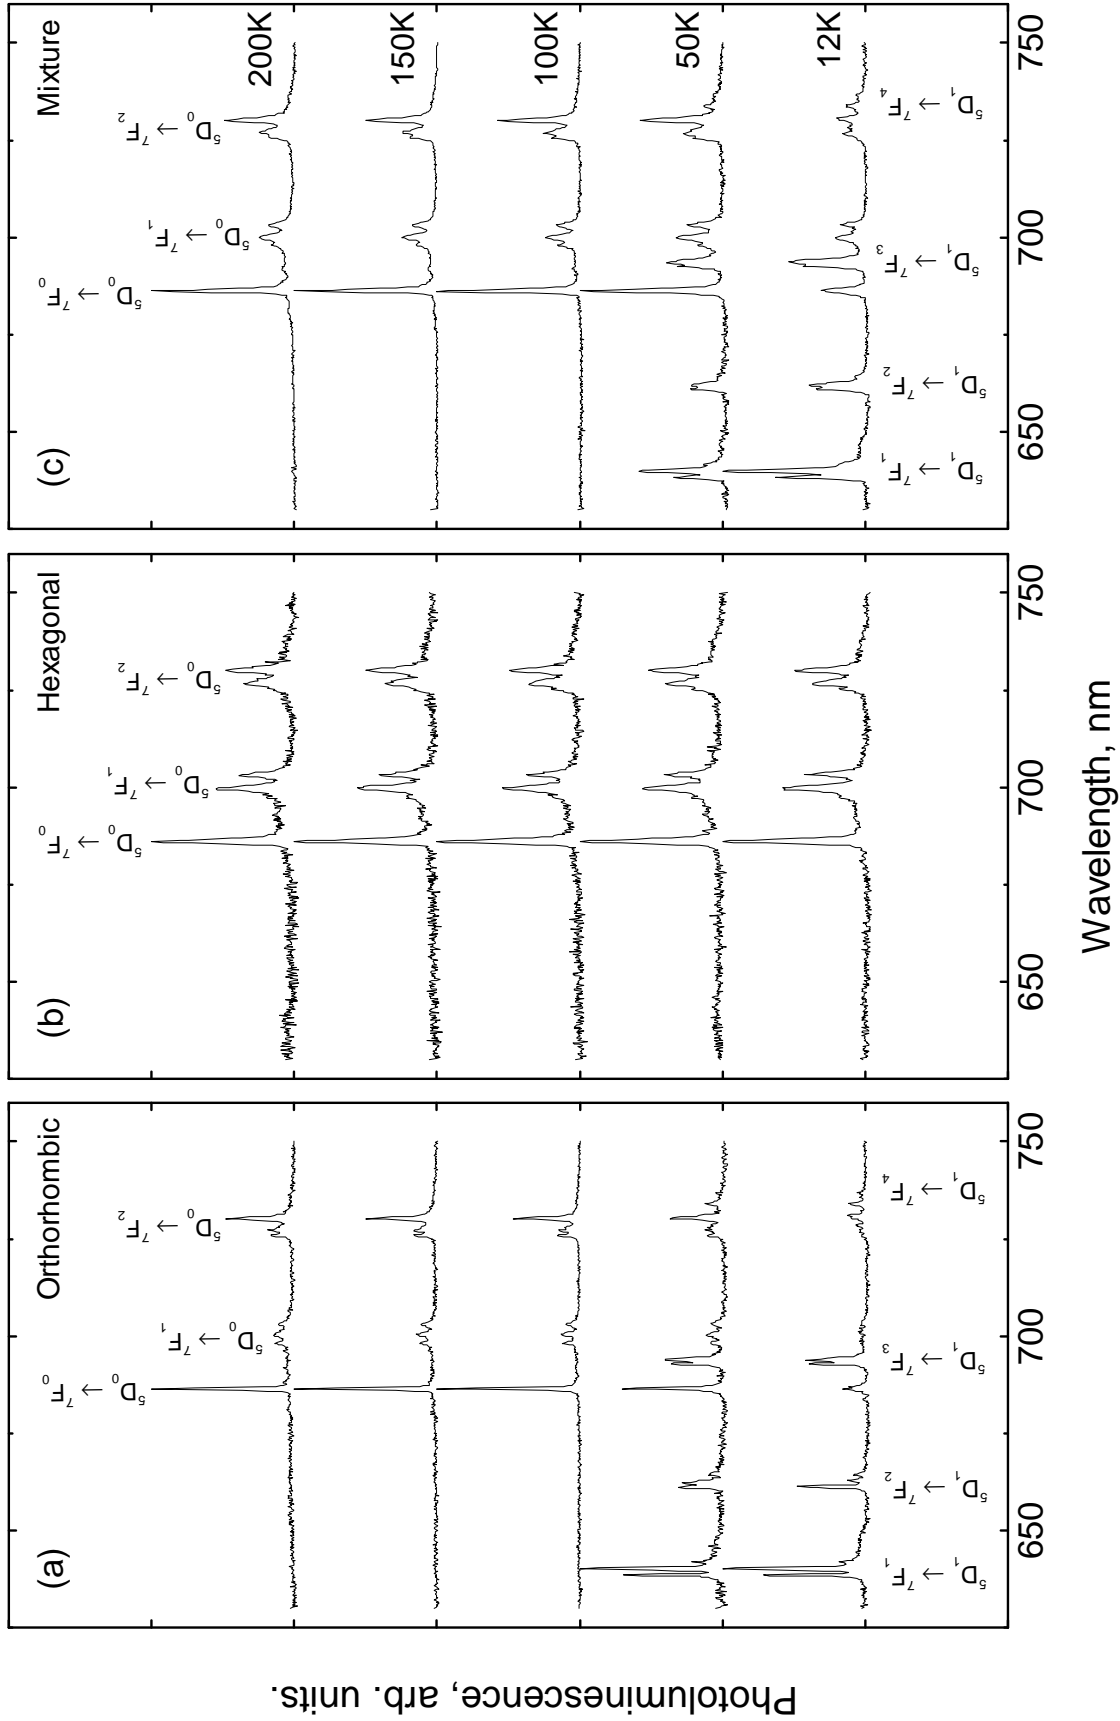 Photoluminescence, arb. units.
(a)
Orthorhombic
⁵D₀ → ⁷F₀
⁵D₀ → ⁷F₁
⁵D₀ → ⁷F₂
⁵D₁ → ⁷F₁
⁵D₁ → ⁷F₂
⁵D₁ → ⁷F₃
⁵D₁ → ⁷F₄
650
700
750
(b)
Hexagonal
⁵D₀ → ⁷F₀
⁵D₀ → ⁷F₁
⁵D₀ → ⁷F₂
650
700
750
Wavelength, nm
(c)
Mixture
⁵D₀ → ⁷F₀
⁵D₀ → ⁷F₁
⁵D₀ → ⁷F₂
200K
150K
100K
50K
12K
⁵D₁ → ⁷F₁
⁵D₁ → ⁷F₂
⁵D₁ → ⁷F₃
⁵D₁ → ⁷F₄
650
700
750